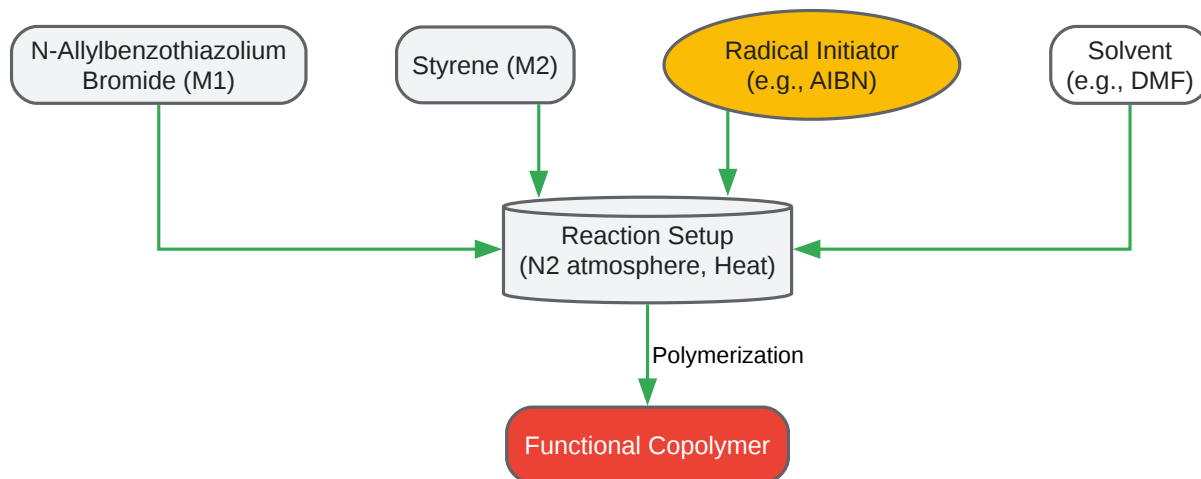 N-Allylbenzothiazolium
Bromide (M1)
Styrene (M2)
Radical Initiator
(e.g., AIBN)
Solvent
(e.g., DMF)
Reaction Setup
(N2 atmosphere, Heat)
Polymerization
Functional Copolymer